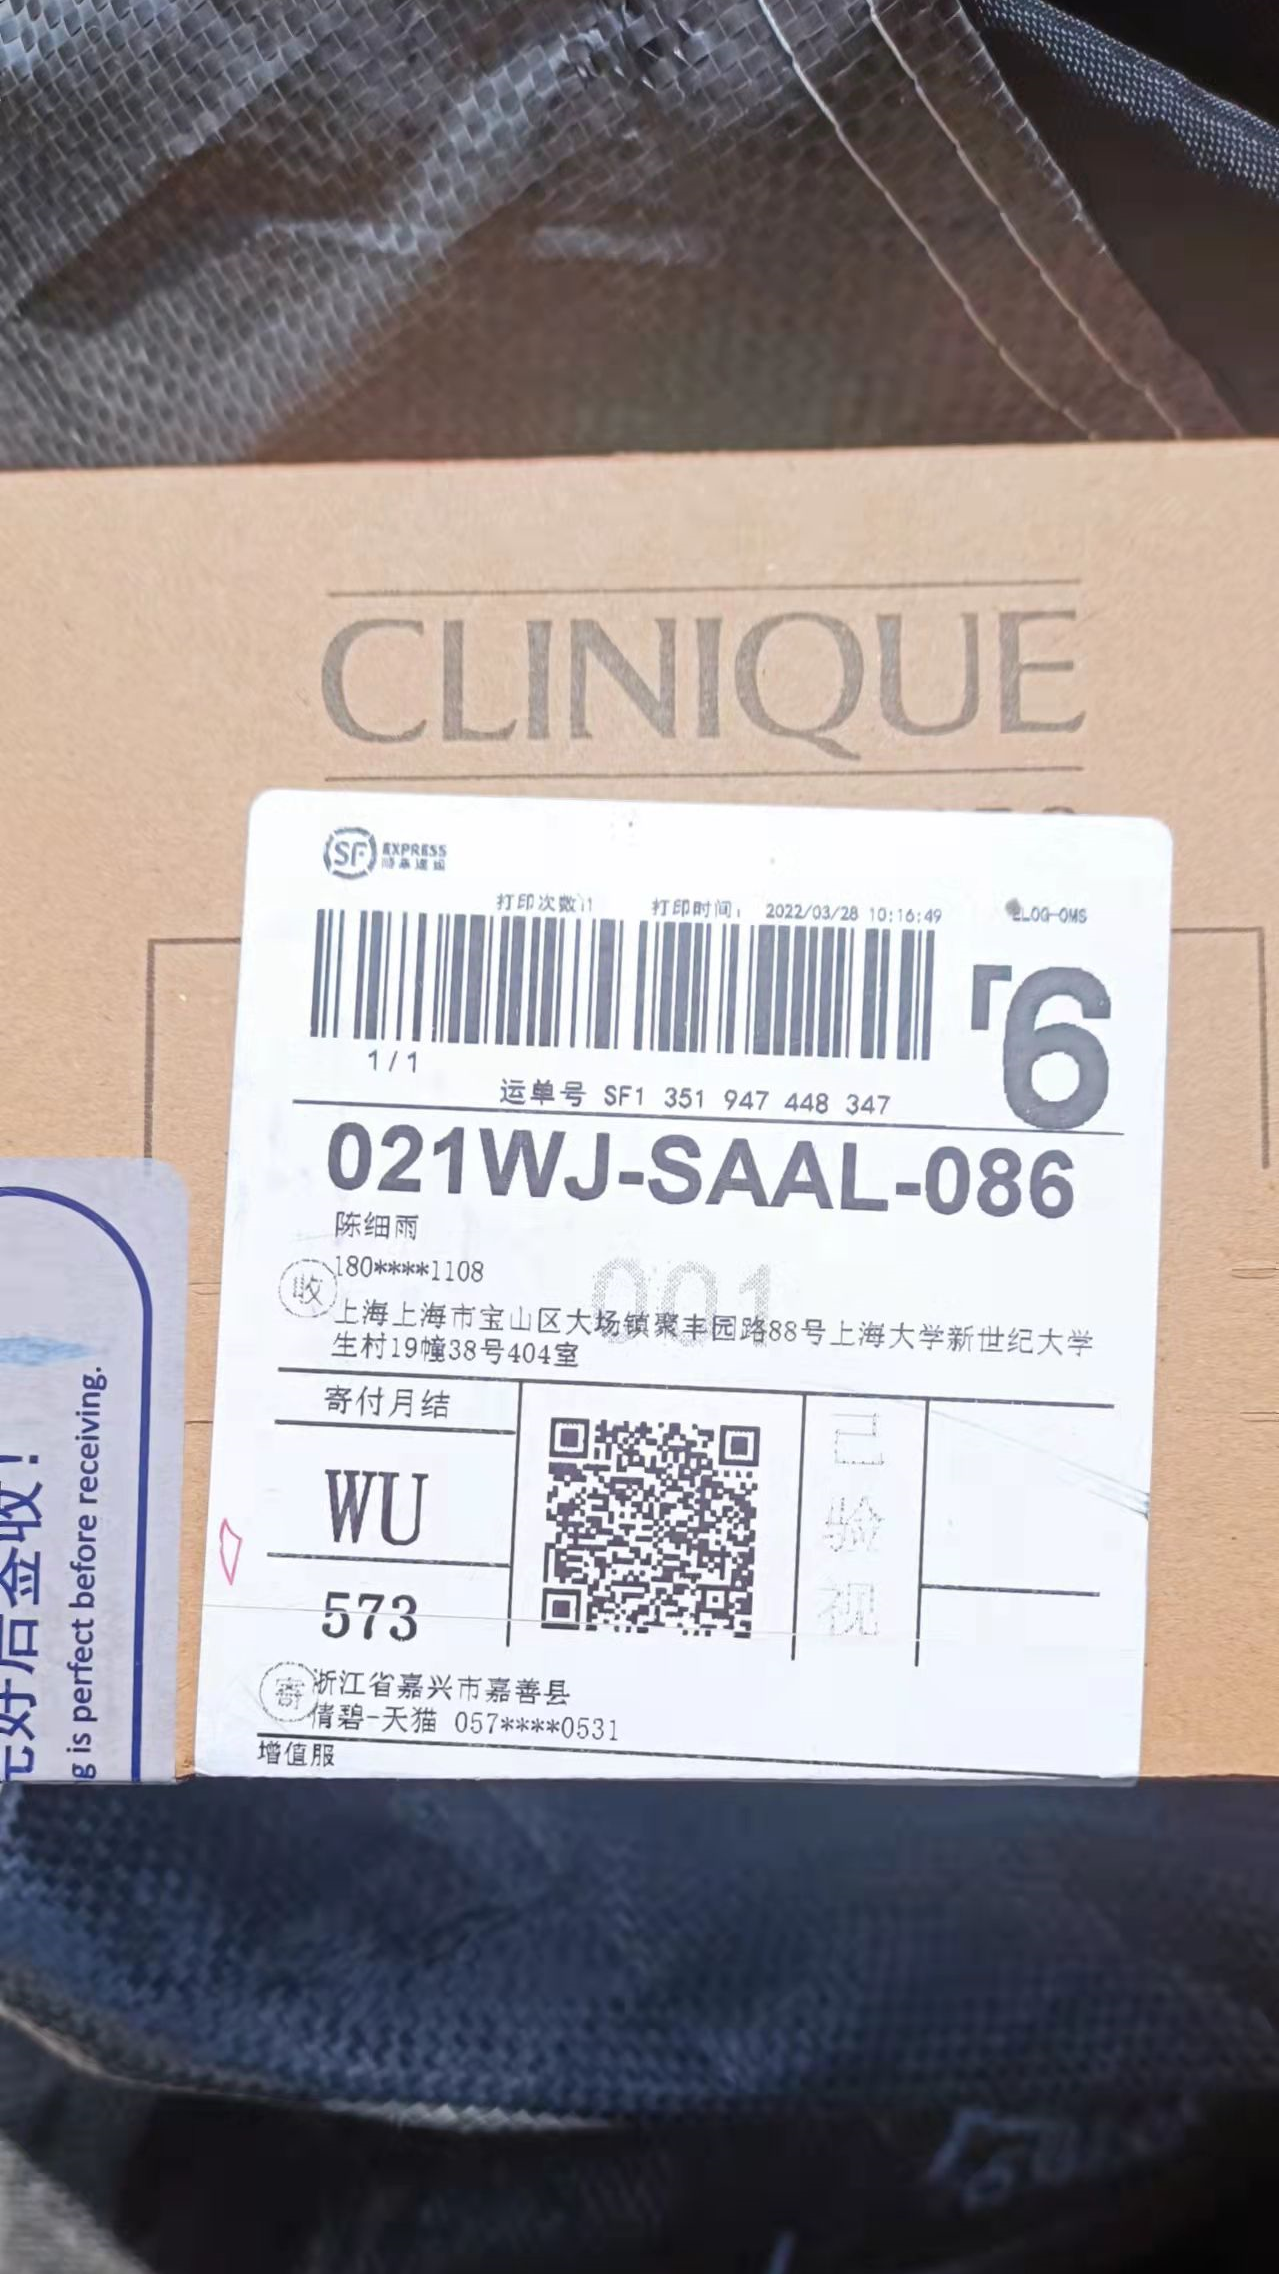 CLINIQUE
SF EXPRESS
顺丰速运
打印次数:1 打印时间: 2022/03/28 10:16:49 ELOG-OMS
T6
1/1
运单号 SF1 351 947 448 347
021WJ-SAAL-086
陈细雨
收 180****1108
001
上海上海市宝山区大场镇聚丰园路88号上海大学新世纪大学
生村19幢38号404室
寄付月结
WU
573
已验视
寄 浙江省嘉兴市嘉善县
倩碧-天猫 057****0531
增值服
好后签收!
g is perfect before receiving.